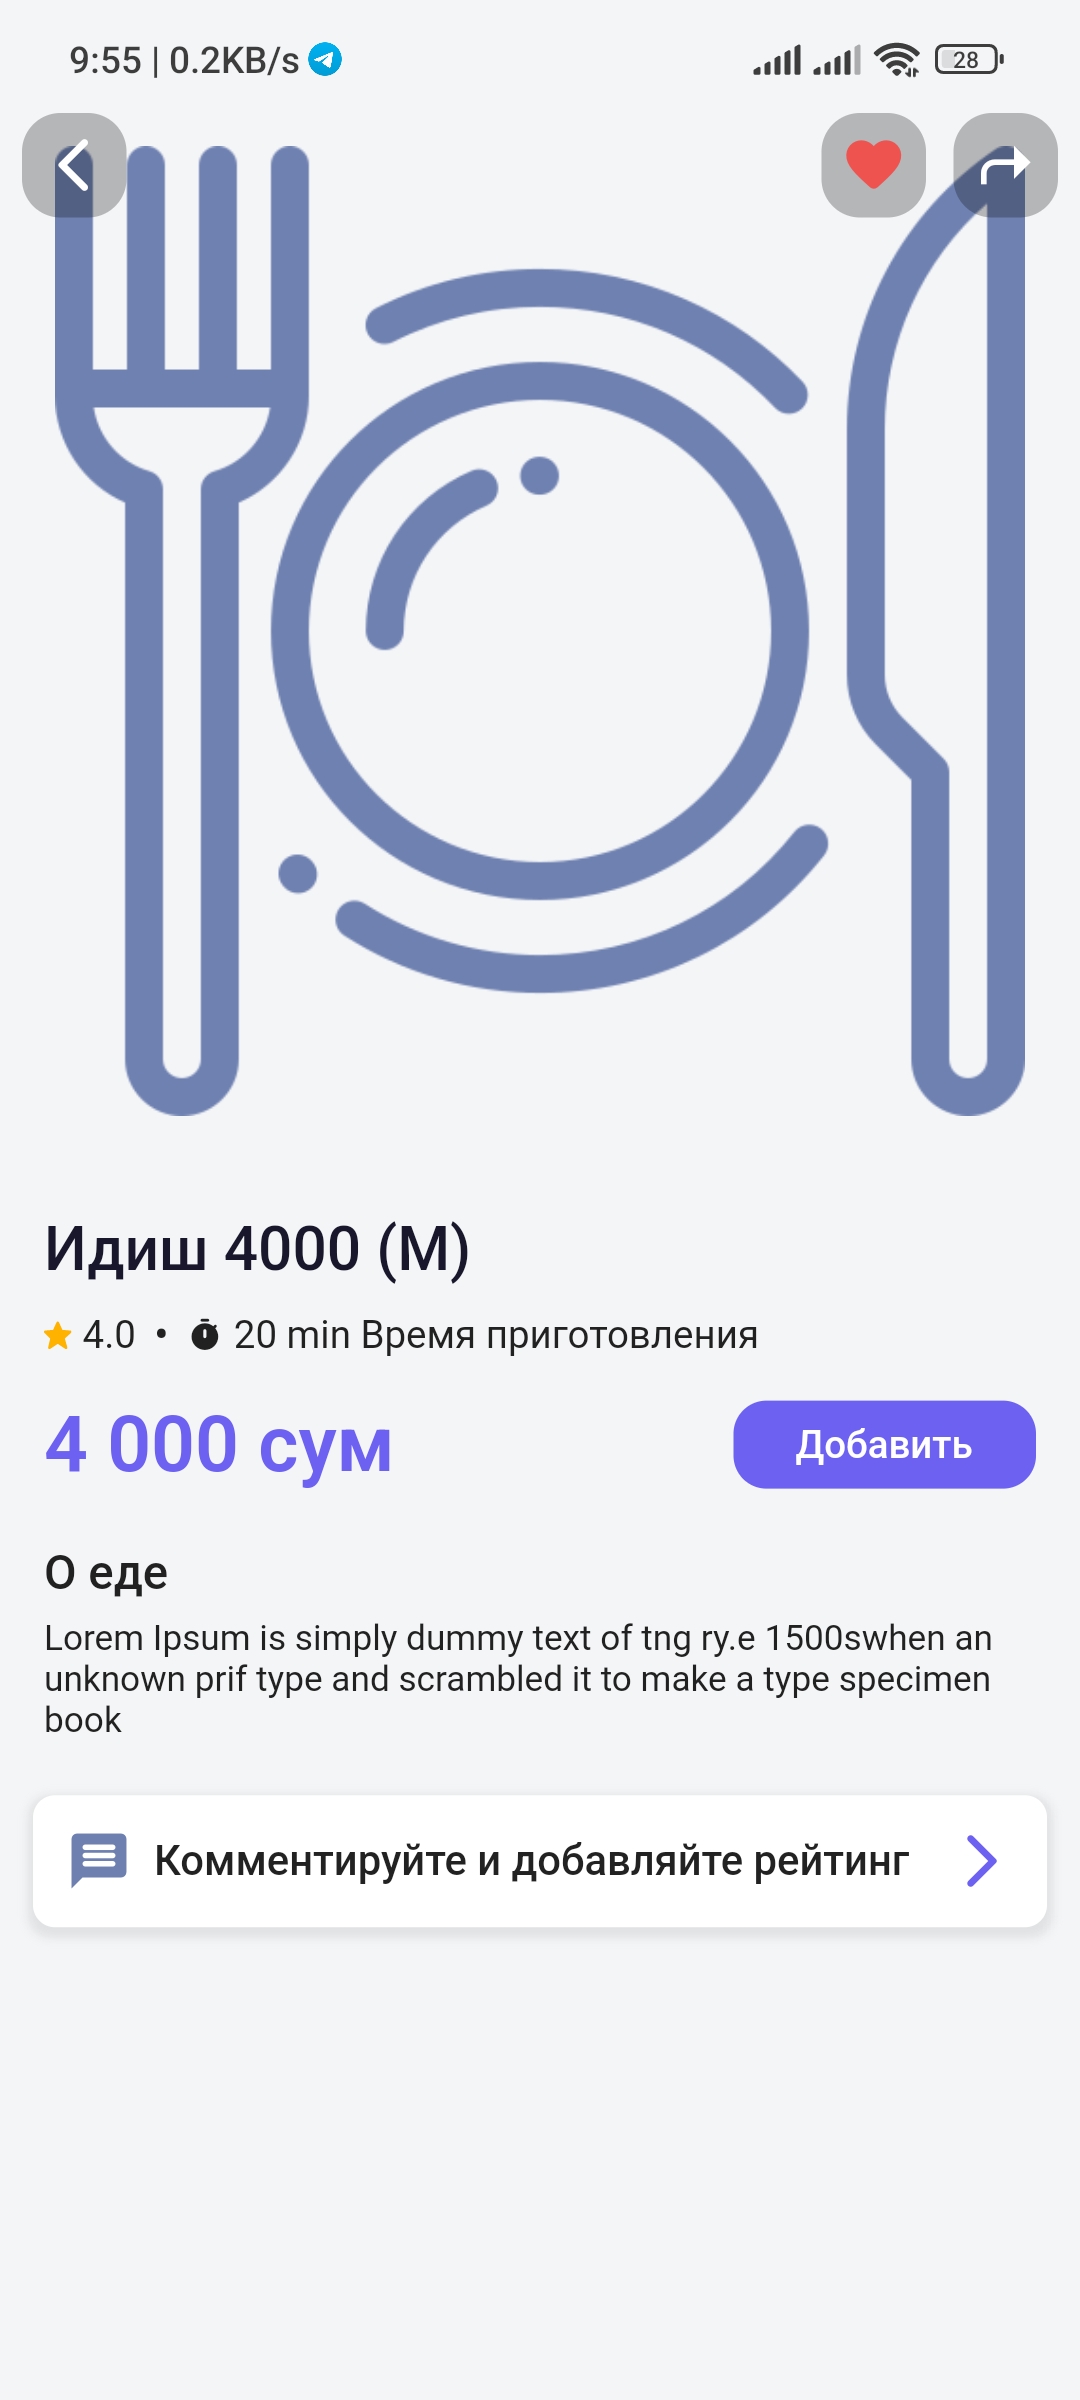 9:55 | 0.2KB/s
28
Идиш 4000 (М)
4.0 • 20 min Время приготовления
4 000 сум
Добавить
О еде
Lorem Ipsum is simply dummy text of tng ry.e 1500swhen an
unknown prif type and scrambled it to make a type specimen
book
Комментируйте и добавляйте рейтинг